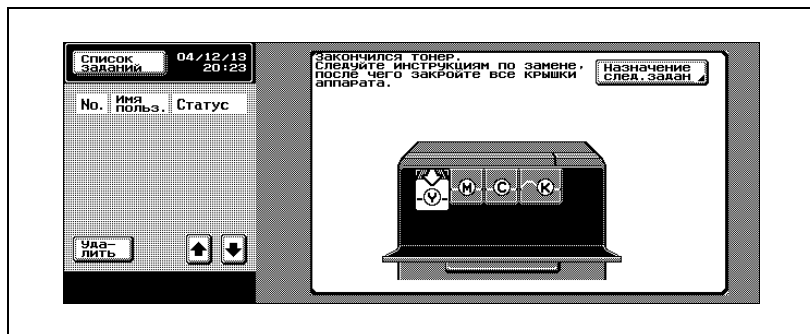 Список
заданий
04/12/13
20:23
No. Имя
польз. Статус
Уда-
лить
Закончился тонер.
Следуйте инструкциям по замене,
после чего закройте все крышки
аппарата.
Назначение
след.задан
Y M C K